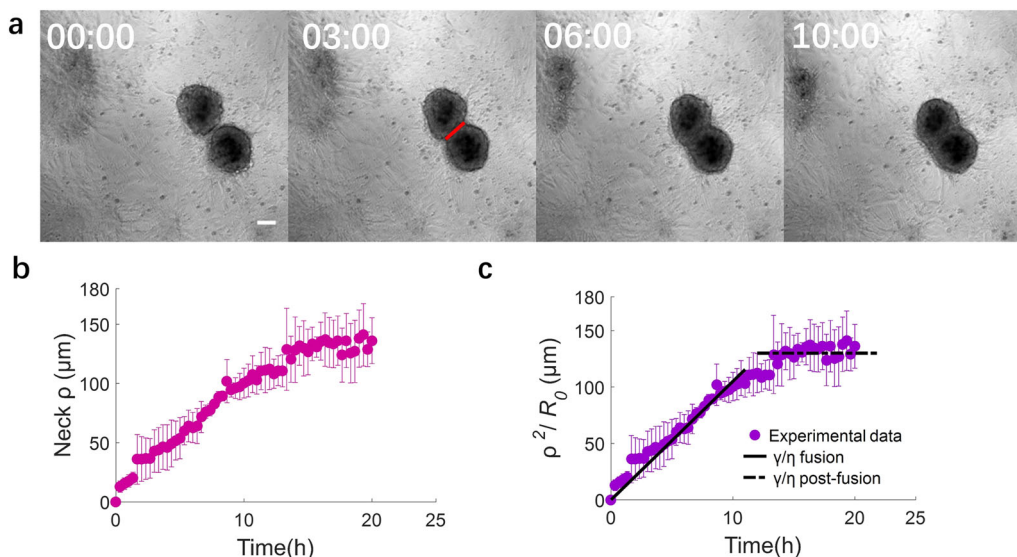 a
00:00
03:00
06:00
10:00
b
180
150
100
50
0
Neck ρ (μm)
0
10
20
25
Time(h)
c
180
150
100
50
0
ρ²/ R₀ (μm)
Experimental data
γ/η fusion
γ/η post-fusion
0
10
20
25
Time(h)